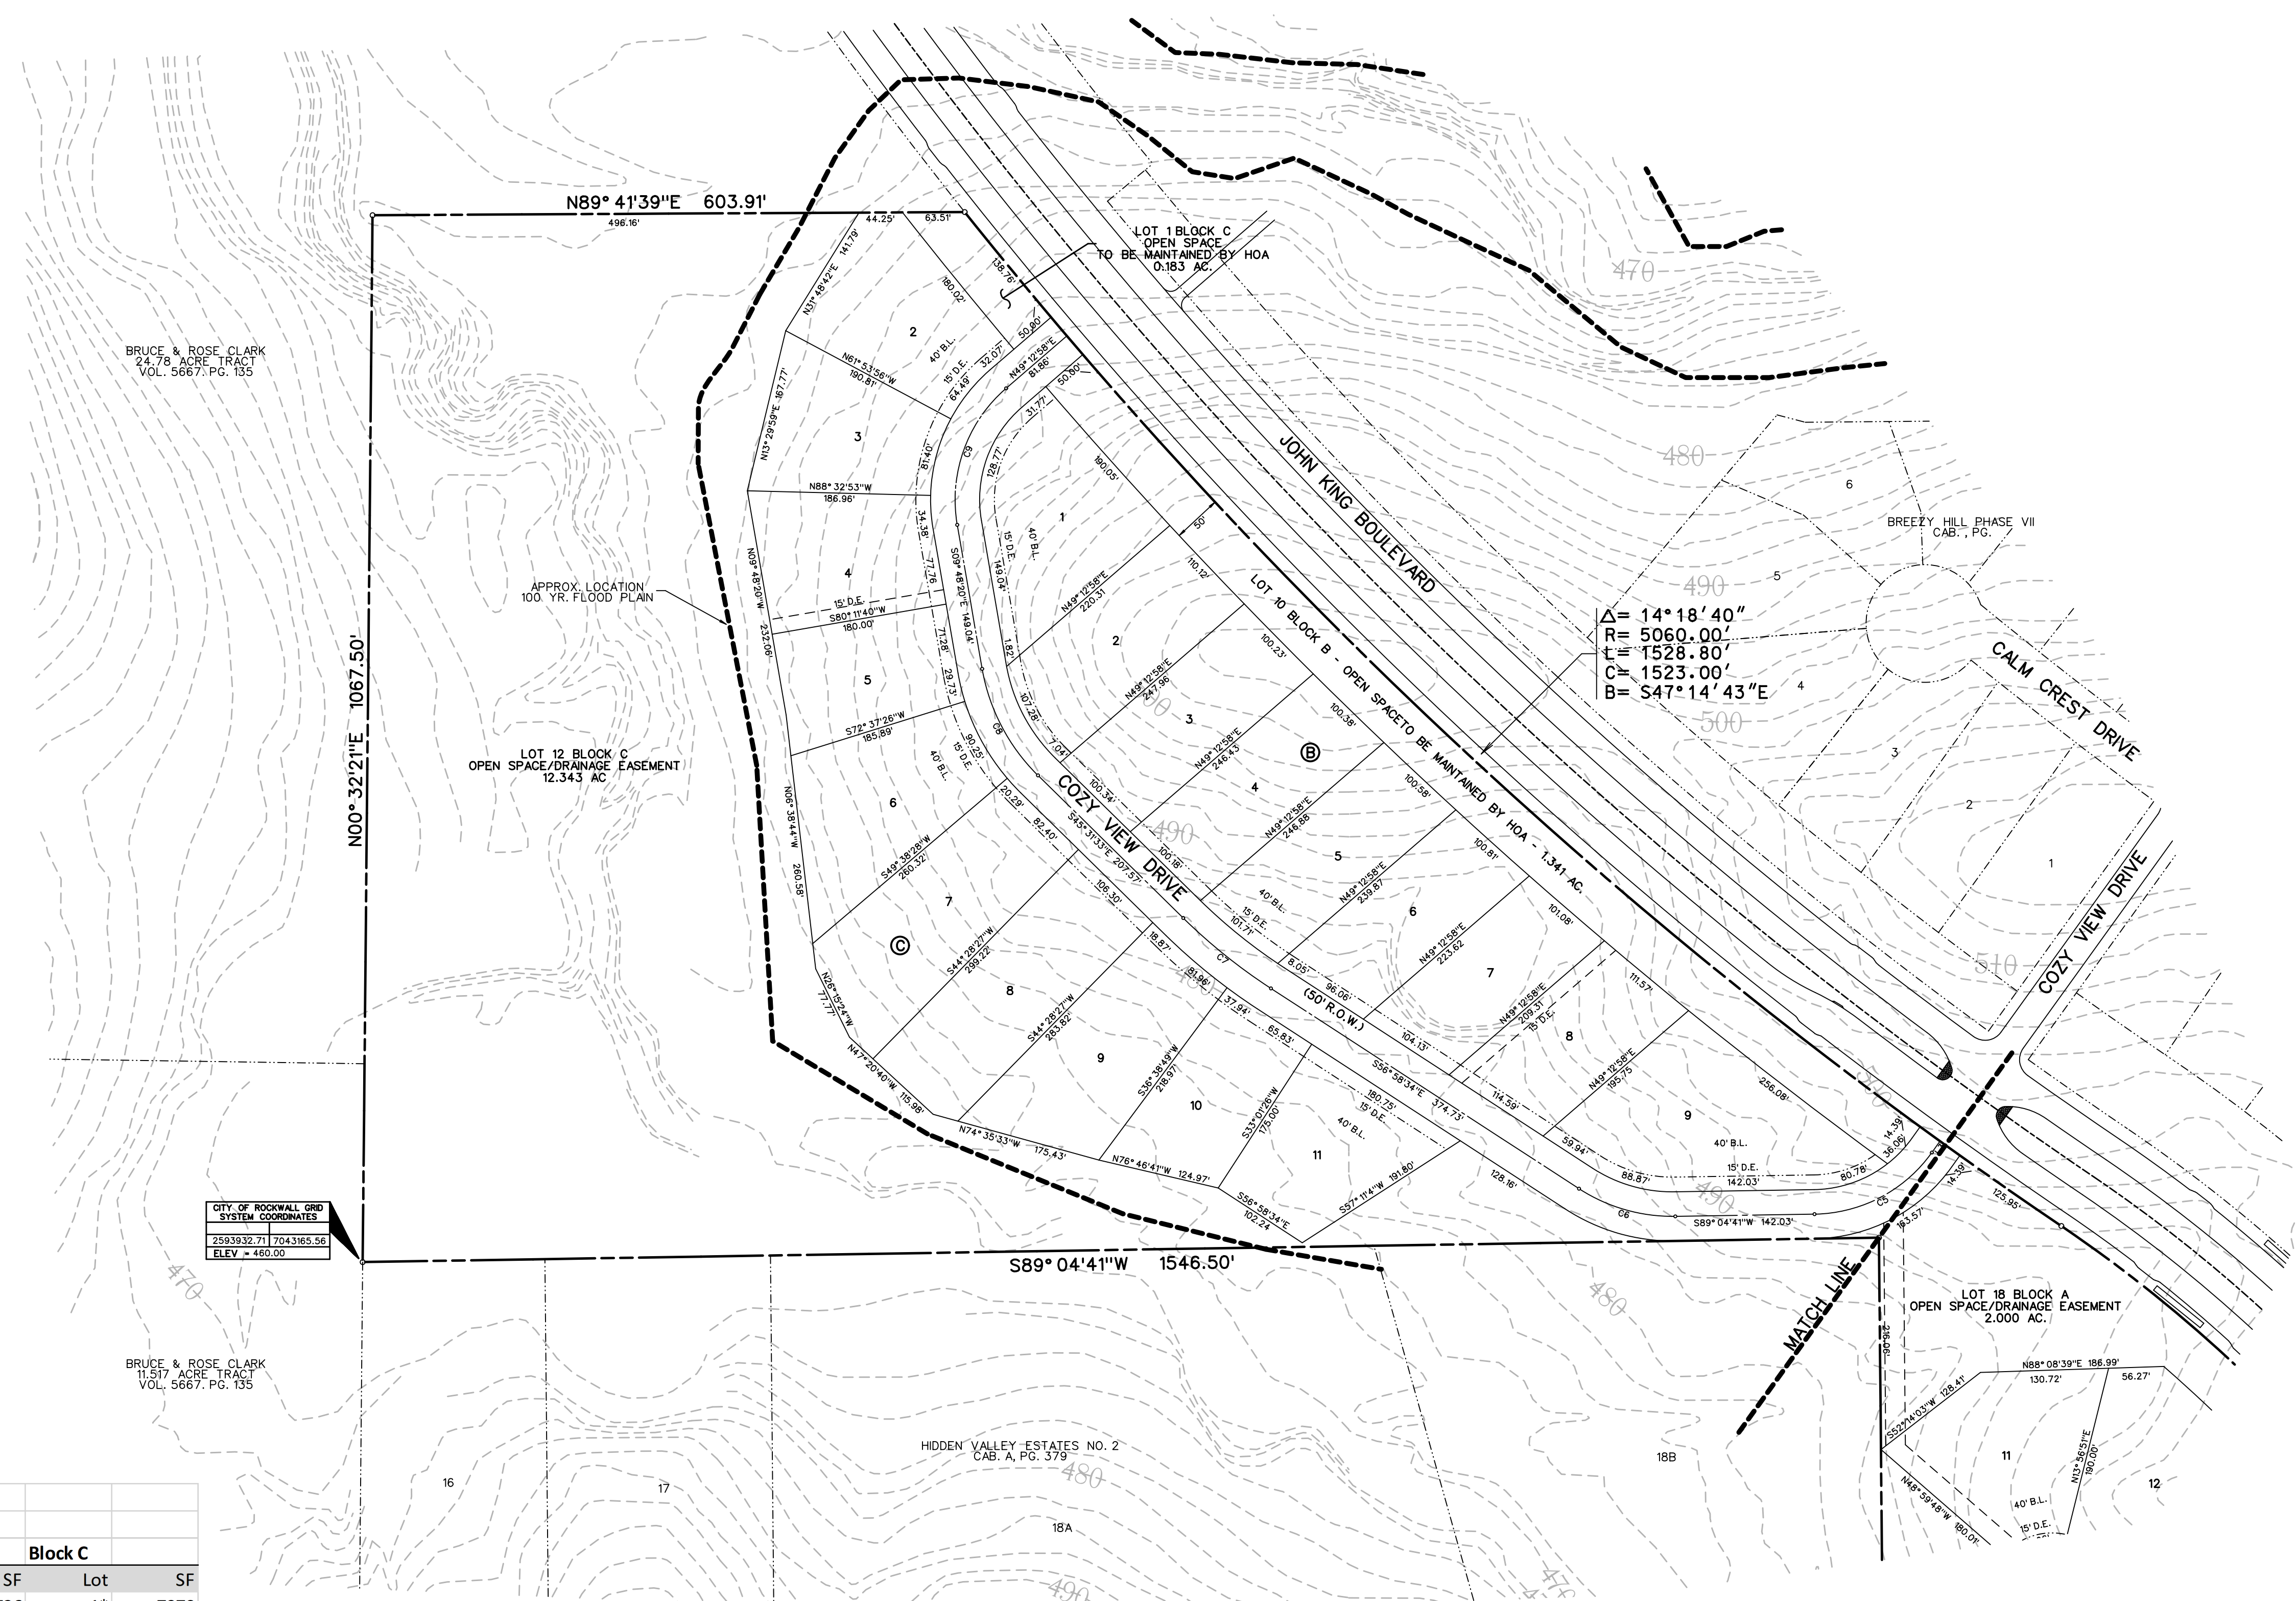 N89° 41'39"E 603.91'
496.16'
44.25'
63.51'
LOT 1 BLOCK C
OPEN SPACE
TO BE MAINTAINED BY HOA
0.183 AC.
138.76'
N31° 48'42"E 141.79'
180.02'
2
40' B.L.
15' D.E.
64.49'
32.07'
50.00'
N49° 12'58"E
81.86'
50.00'
31.77'
N61° 53'56"W
190.81'
BRUCE & ROSE CLARK
24.78 ACRE TRACT
VOL. 5667. PG. 135
470
N13° 29'59"E 167.77'
3
81.40'
C9
128.77'
190.05'
N88° 32'53"W
186.96'
34.38'
1
15' D.E.
40' B.L.
50'
JOHN KING BOULEVARD
480
6
BREEZY HILL PHASE VII
CAB. , PG.
5
490
N09° 48'20"W 232.06'
4
77.76
S09° 48'20"E 149.04'
149.04'
15' D.E.
S80° 11'40"W
180.00'
APPROX. LOCATION
100 YR. FLOOD PLAIN
110.12'
N49° 12'58"E
220.31
LOT 10 BLOCK B - OPEN SPACETO BE MAINTAINED BY HOA - 1.341 AC.
Δ= 14°18'40"
R= 5060.00'
L= 1528.80'
C= 1523.00'
B= S47°14'43"E
CALM CREST DRIVE
4
500
3
2
1
71.28'
29.73'
1.82'
5
2
100.23'
N49° 12'58"E
247.96
107.28'
7.04'
S72° 37'26"W
185.89'
C8
90.25'
15' D.E.
40' B.L.
3
100.38'
N49° 12'58"E
246.43
Ⓑ
N00° 32'21"E 1067.50'
LOT 12 BLOCK C
OPEN SPACE/DRAINAGE EASEMENT
12.343 AC
6
N06° 38'44"W 260.58'
20.29'
82.40'
COZY VIEW DRIVE
S45° 31'33"E 207.57'
100.34'
490
4
100.58'
N49° 12'58"E
246.88
100.18'
5
100.81'
S49° 38'28"W
260.32'
7
106.30'
40' B.L.
15' D.E.
101.71'
N49° 12'58"E
239.87
6
101.08'
COZY VIEW DRIVE
510
Ⓒ
S44° 28'27"W
299.22'
18.87'
C7
8.05'
N49° 12'58"E
223.62
7
111.57'
N26° 15'24"W
77.77'
8
81.96'
37.94'
(50' R.O.W.)
96.06'
N49° 12'58"E
209.31
15' D.E.
8
S44° 28'27"W
283.82'
65.83'
104.13'
S56° 58'34"E 374.73'
N49° 12'58"E
195.75
256.08'
N47° 20'40"W 115.98'
9
S36° 38'49"W
218.97'
10
S33° 01'26"W
175.00'
180.75'
15' D.E.
40' B.L.
114.59'
9
40' B.L.
14.39'
36.06'
N74° 35'33"W 175.43'
N76° 46'41"W 124.97'
11
59.94'
88.87'
15' D.E.
142.03'
490
80.78'
S56° 58'34"E
102.24
S57° 11'4"W 191.80'
128.16'
C6
S89° 04'41"W 142.03'
C5
14.39'
163.57'
125.95'
CITY OF ROCKWALL GRID
SYSTEM COORDINATES
2593932.71 7043165.56
ELEV = 460.00
S89° 04'41"W 1546.50'
470
480
MATCH LINE
LOT 18 BLOCK A
OPEN SPACE/DRAINAGE EASEMENT
2.000 AC.
BRUCE & ROSE CLARK
11.517 ACRE TRACT
VOL. 5667. PG. 135
N88° 08'39"E 186.99'
130.72'
56.27'
S52° 14'03"W 128.41'
HIDDEN VALLEY ESTATES NO. 2
CAB. A, PG. 379
480
16
17
18A
18B
11
12
N13° 56'51"E
190.00'
N48° 59'48"W 180.01'
40' B.L.
15' D.E.
490
470
Block C
SF Lot SF